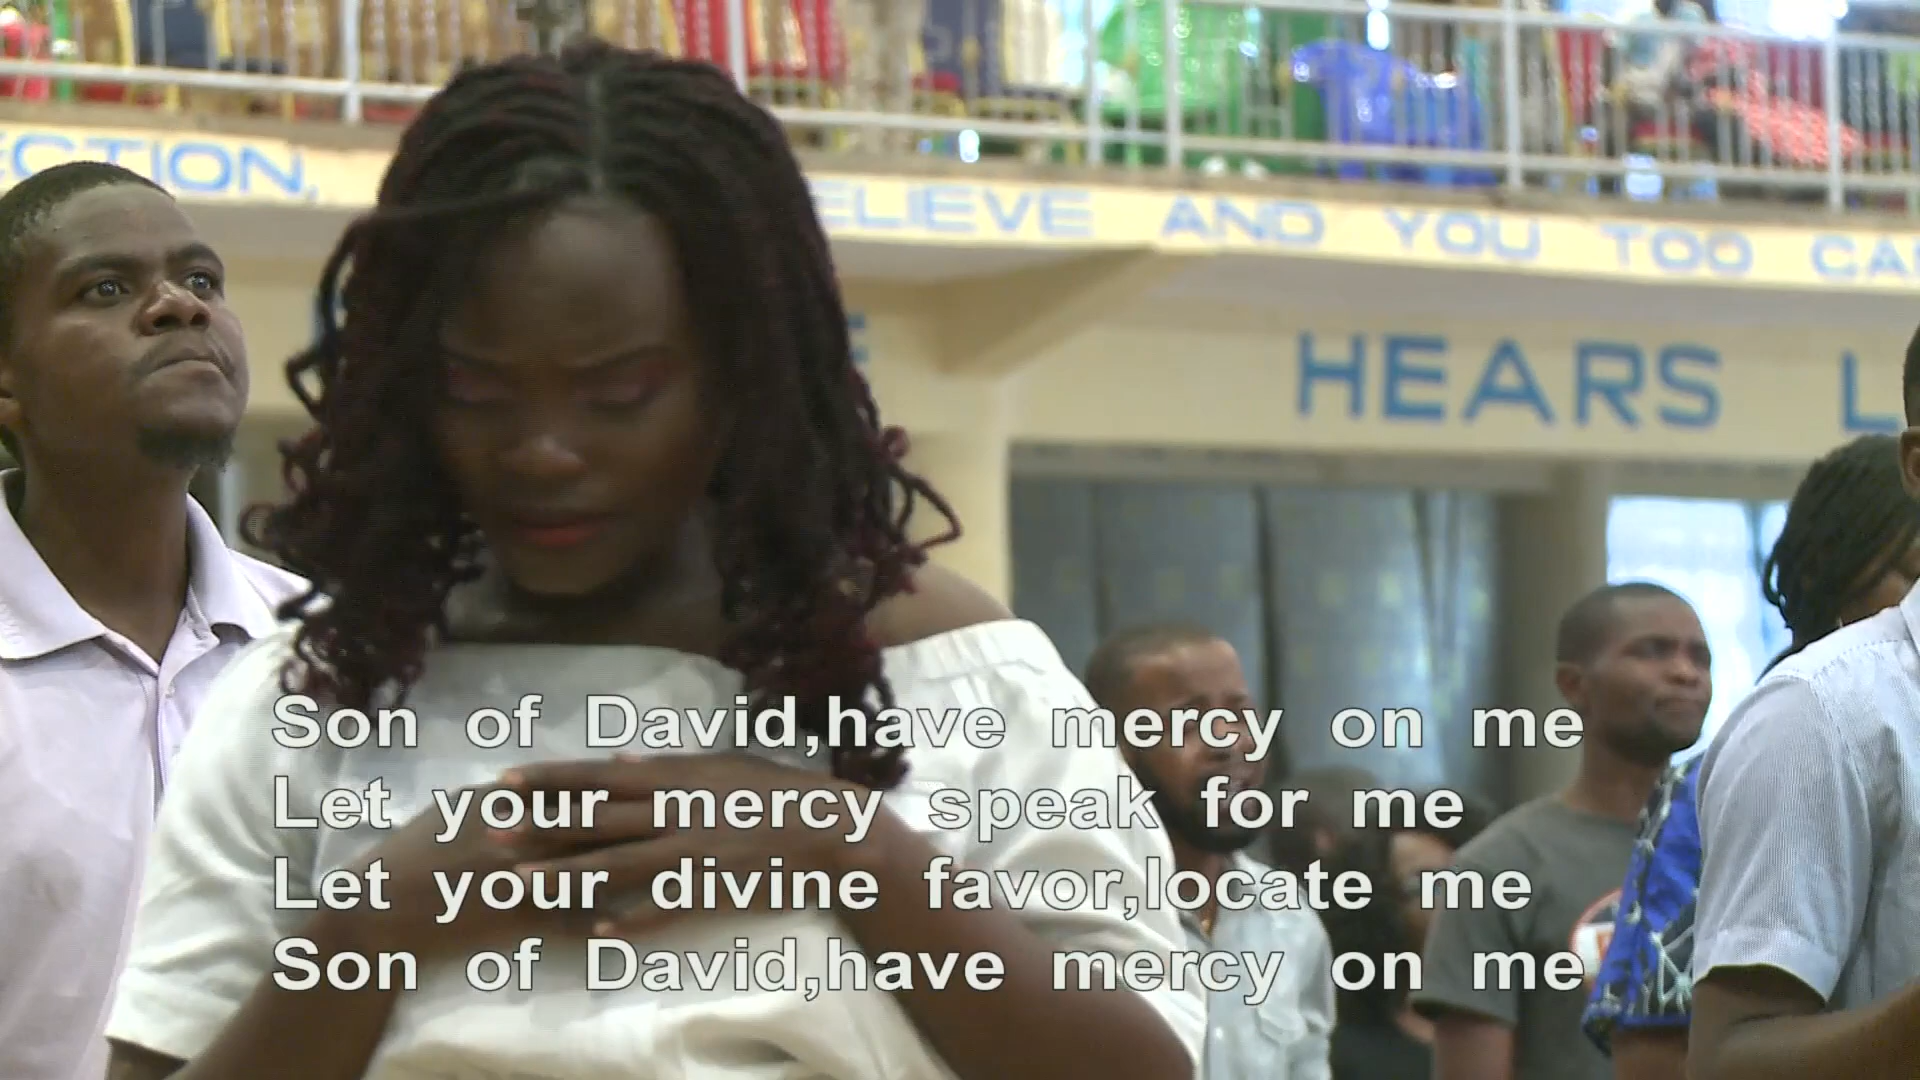 ECTION, ELIEVE AND YOU TOO CA
HEARS L
Son of David,have mercy on me
Let your mercy speak for me
Let your divine favor,locate me
Son of David,have mercy on me